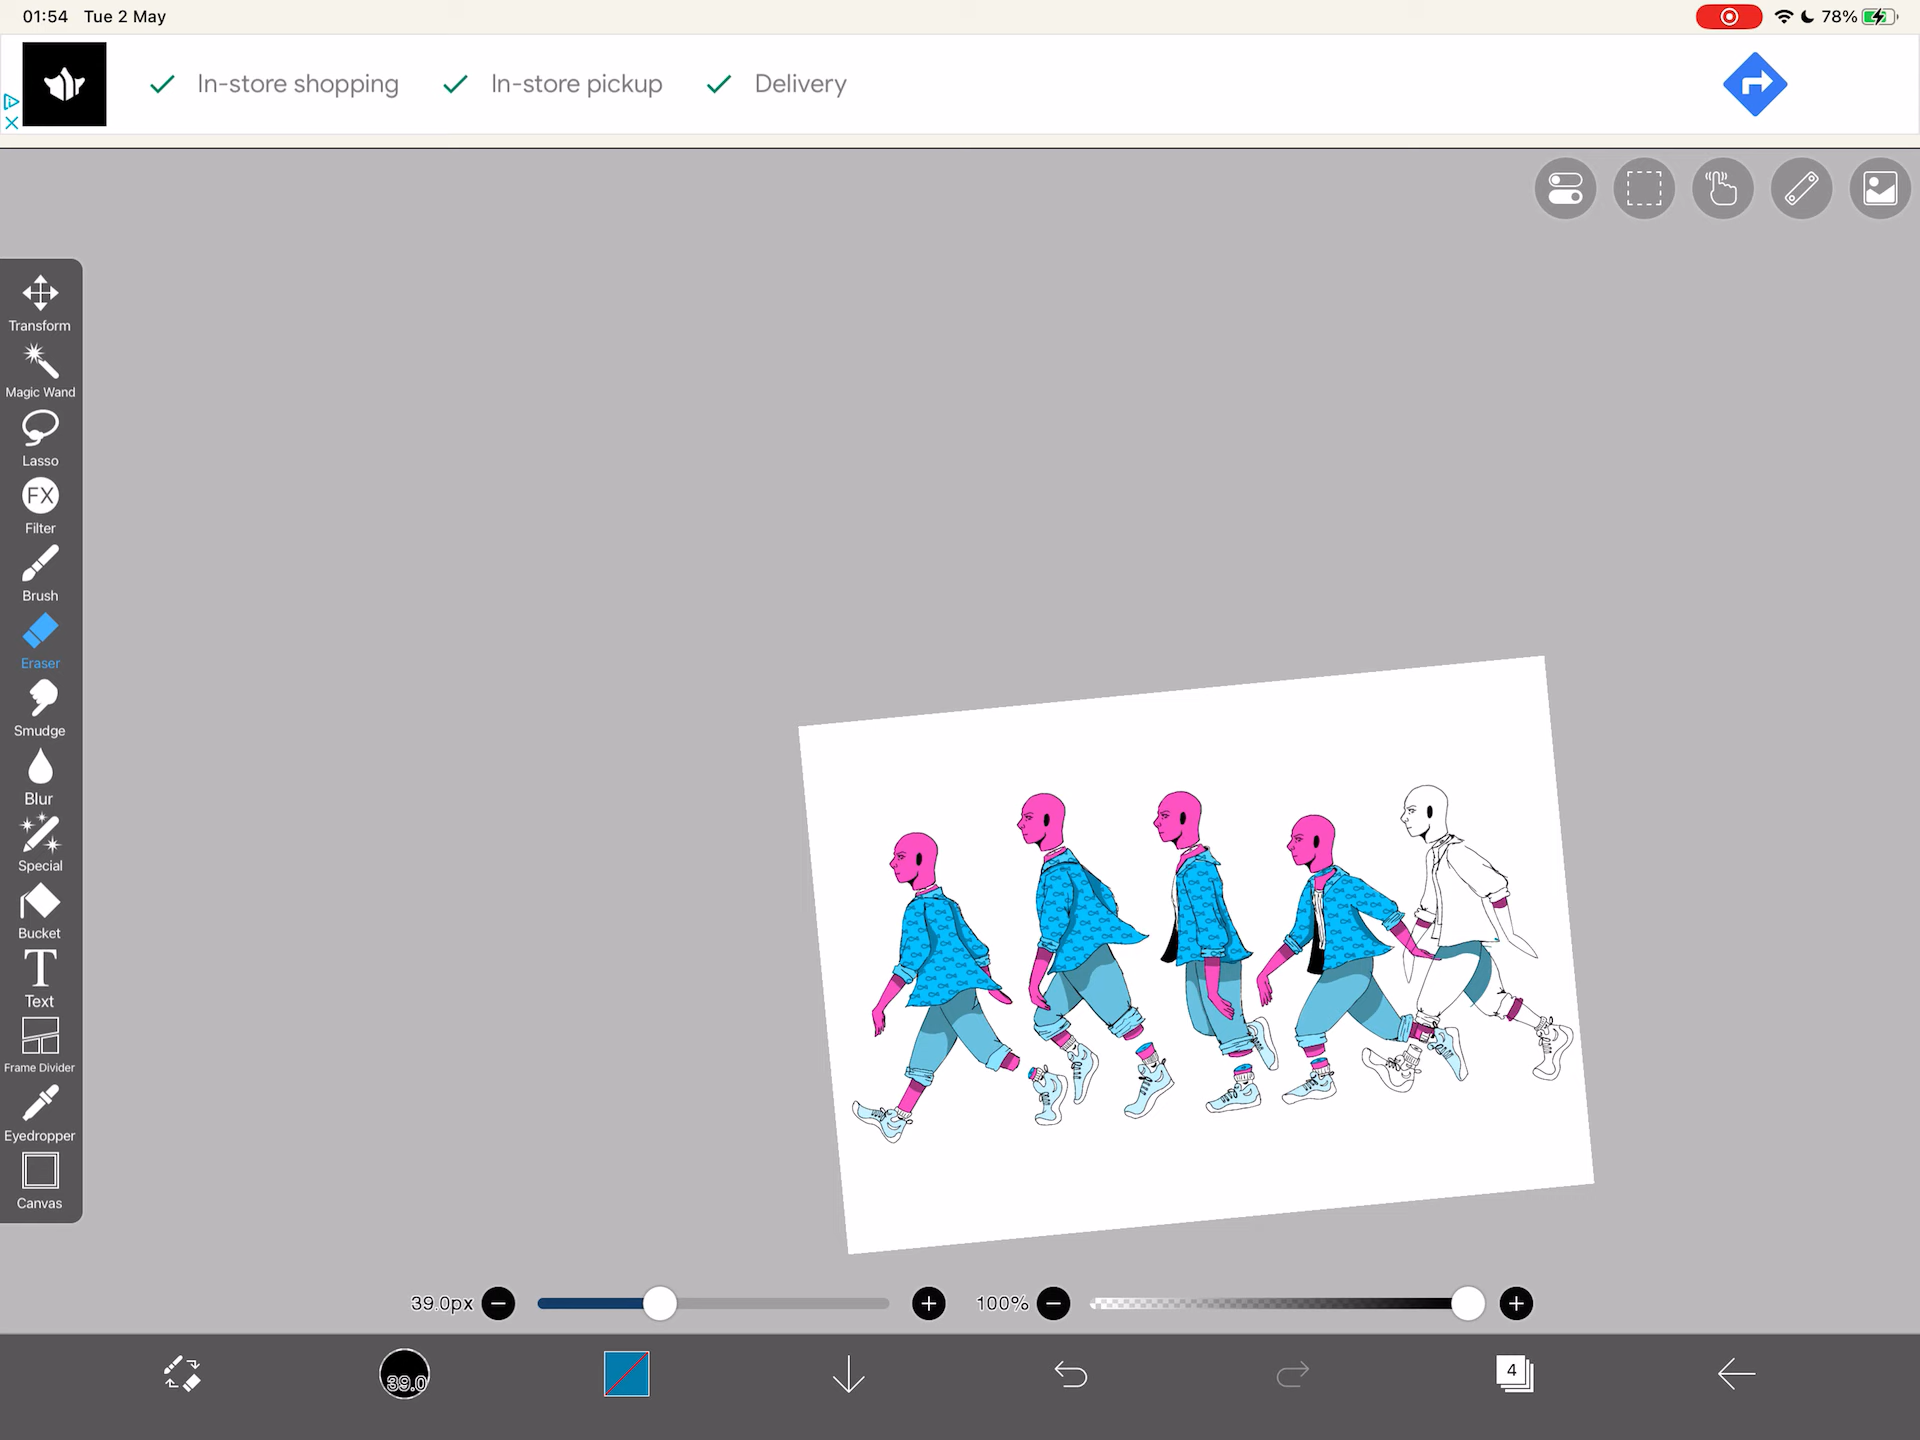 01:54 Tue 2 May
78%
In-store shopping In-store pickup Delivery
Transform
Magic Wand
Lasso
FX
Filter
Brush
Eraser
Smudge
Blur
Special
Bucket
T
Text
Frame Divider
Eyedropper
Canvas
39.0px 100%
39.0 4